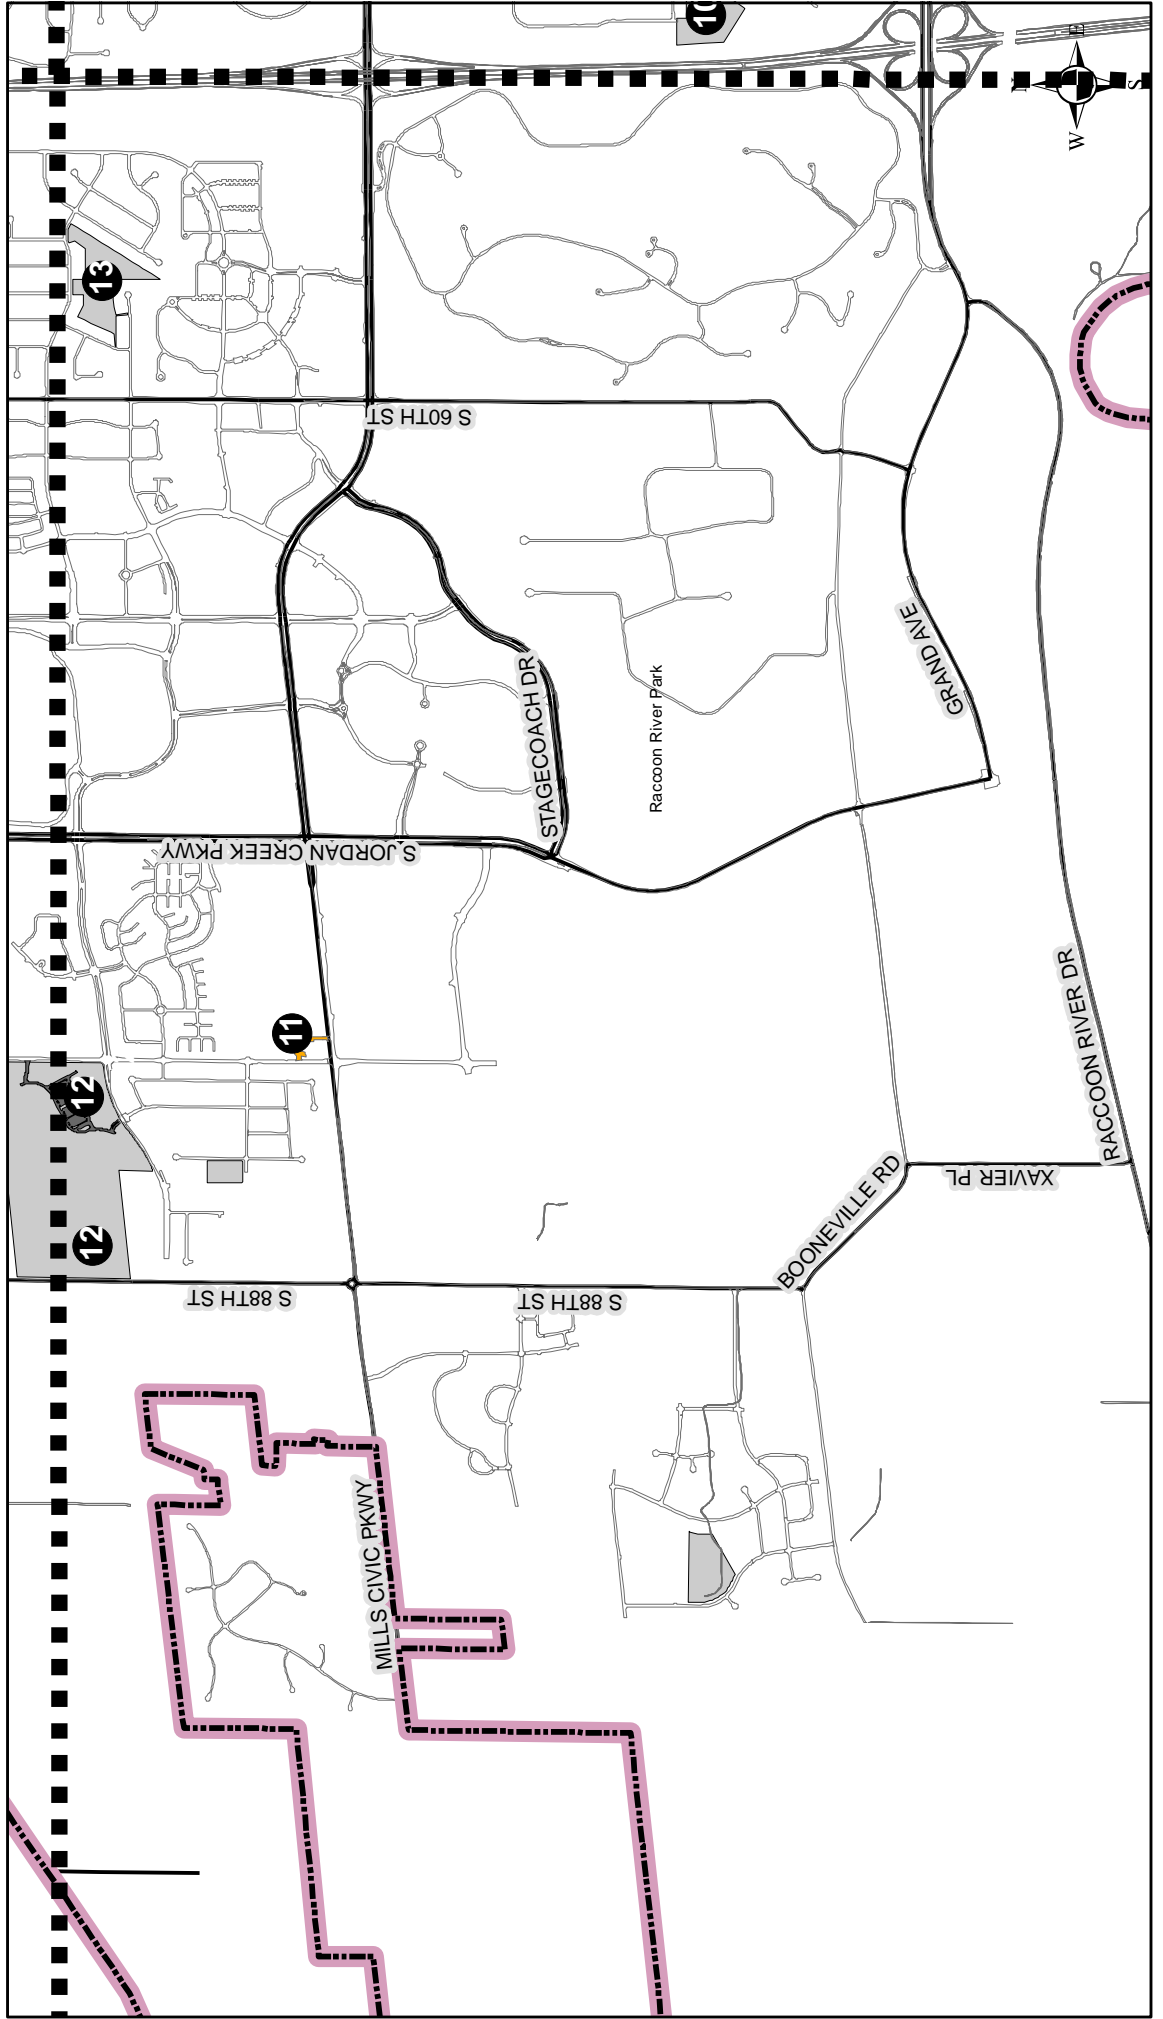 12
12
13
S 88TH ST
11
S JORDAN CREEK PKWY
MILLS CIVIC PKWY
S 60TH ST
STAGECOACH DR
S 88TH ST
Raccoon River Park
10
BOONEVILLE RD
GRAND AVE
XAVIER PL
RACCOON RIVER DR
N
W
E
S